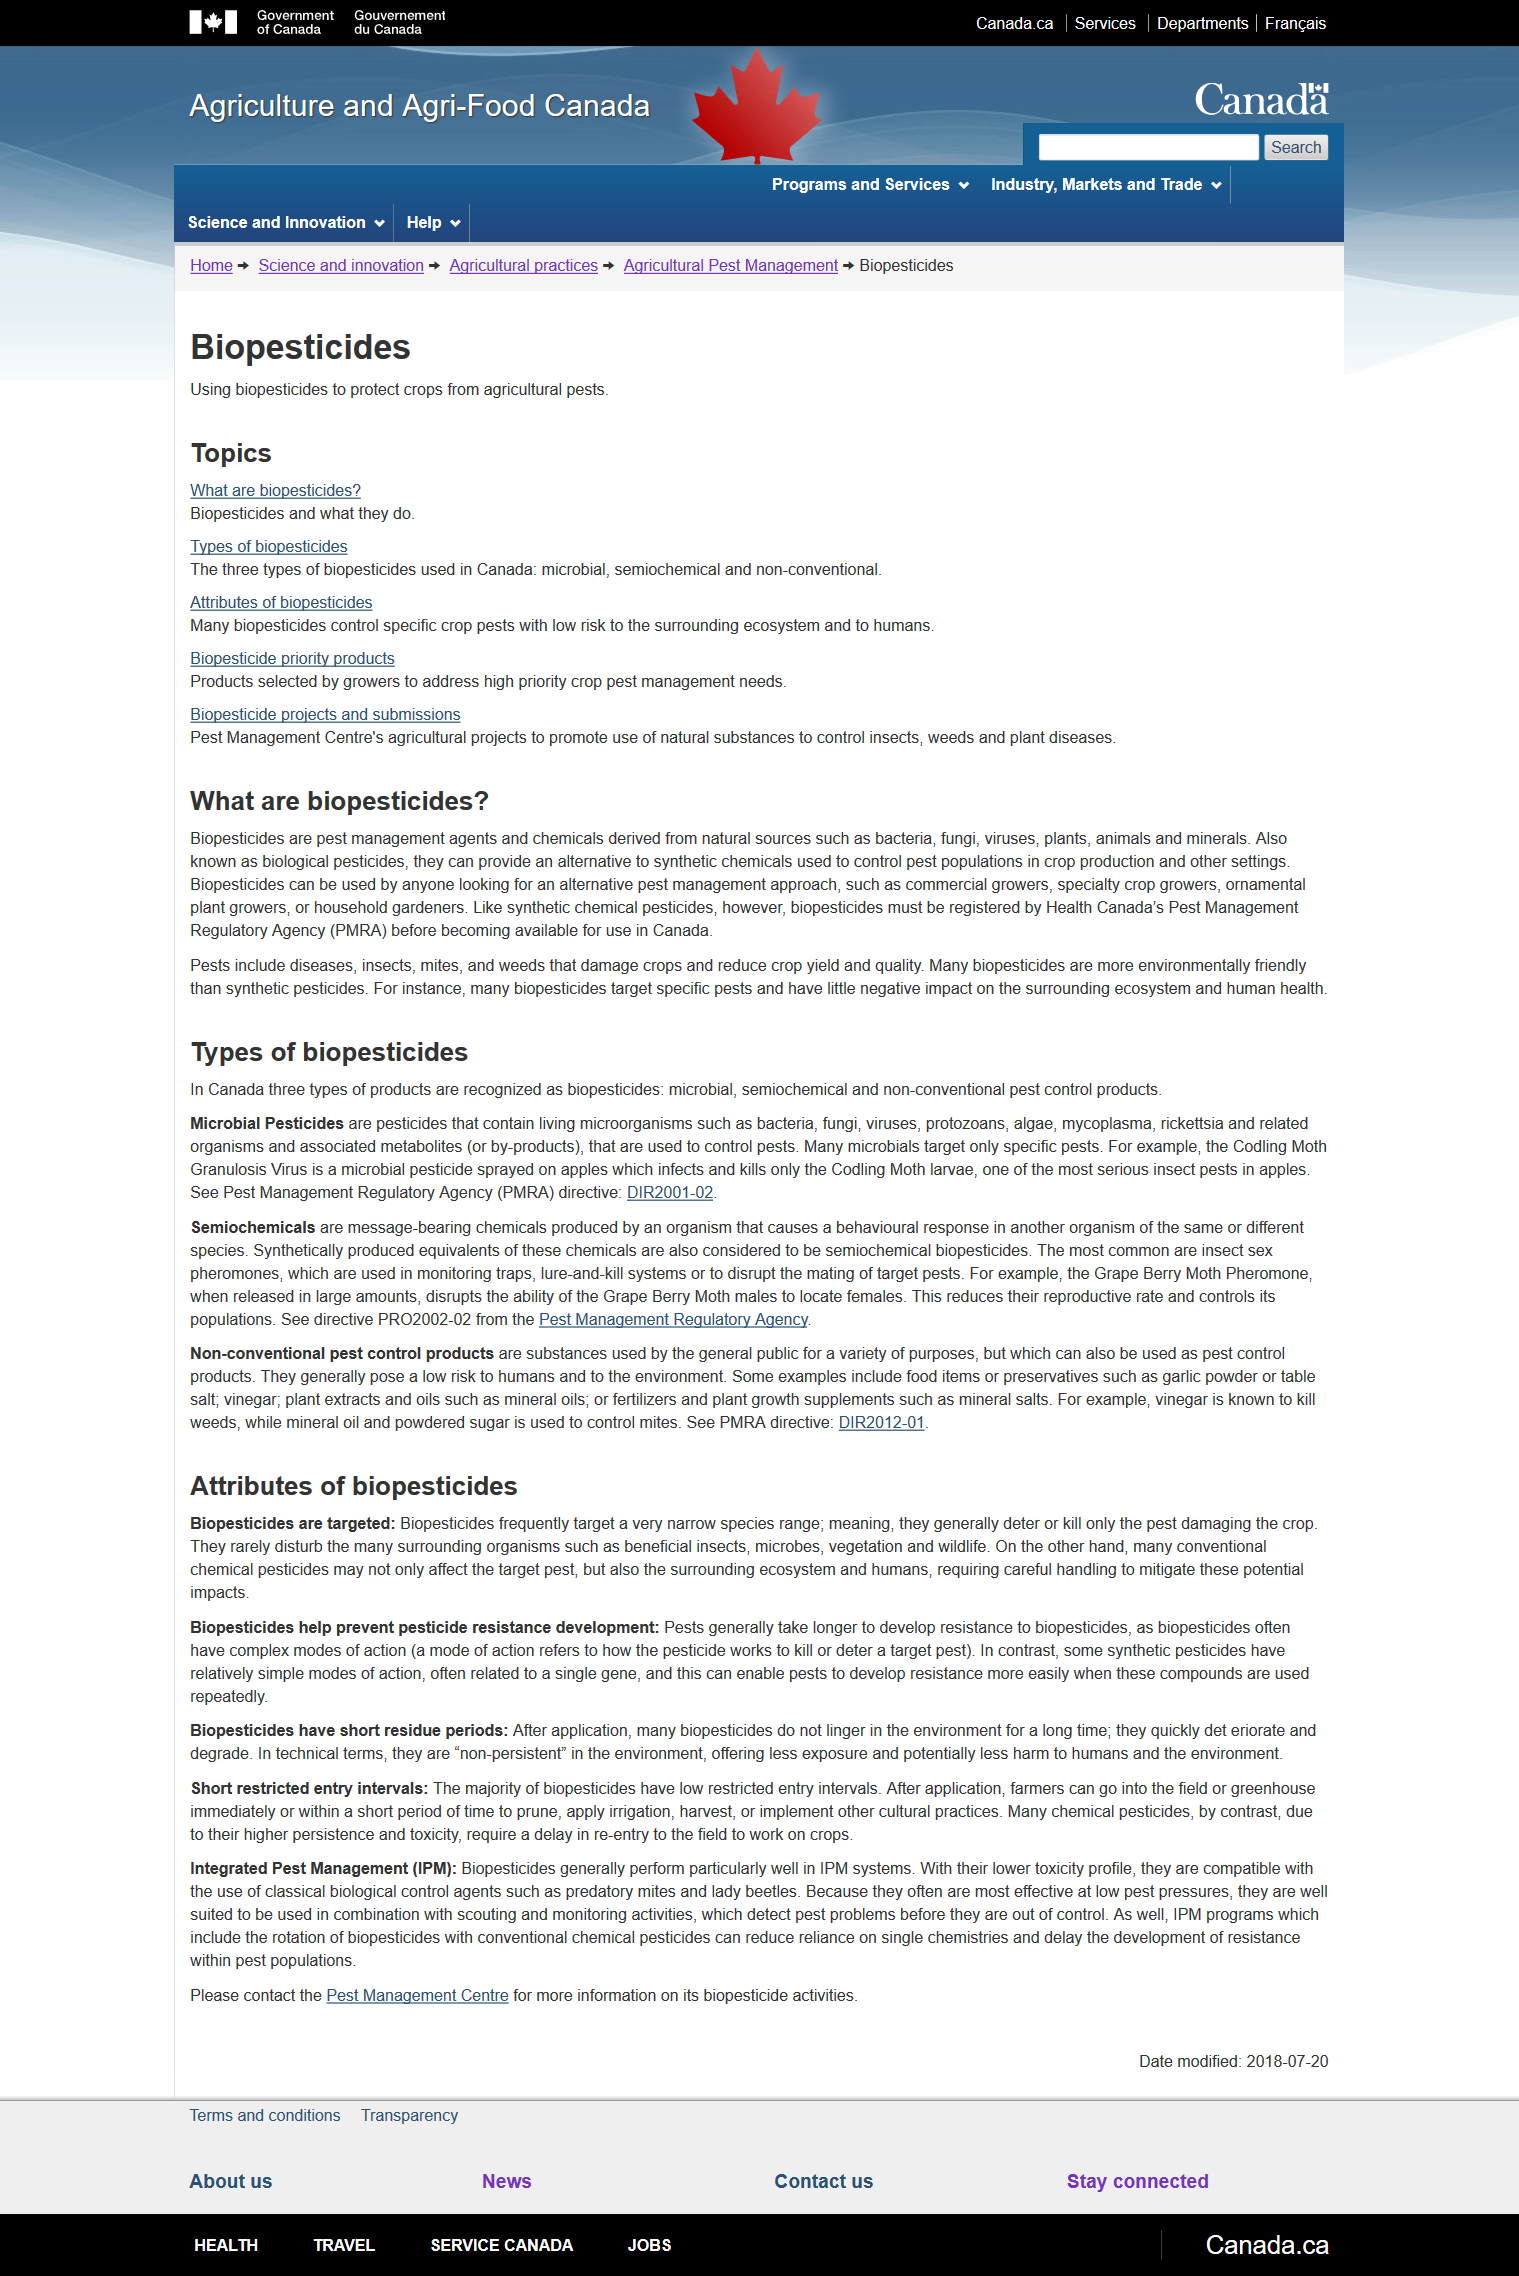 Government of Canada
Gouvernement du Canada
Canada.ca
Services
Departments
Français
Agriculture and Agri-Food Canada
Canada
Search
Programs and Services
Industry, Markets and Trade
Science and Innovation
Help
Home ➔ Science and innovation ➔ Agricultural practices ➔ Agricultural Pest Management ➔ Biopesticides
Biopesticides
Using biopesticides to protect crops from agricultural pests.
Topics
What are biopesticides?
Biopesticides and what they do.
Types of biopesticides
The three types of biopesticides used in Canada: microbial, semiochemical and non-conventional.
Attributes of biopesticides
Many biopesticides control specific crop pests with low risk to the surrounding ecosystem and to humans.
Biopesticide priority products
Products selected by growers to address high priority crop pest management needs.
Biopesticide projects and submissions
Pest Management Centre's agricultural projects to promote use of natural substances to control insects, weeds and plant diseases.
What are biopesticides?
Biopesticides are pest management agents and chemicals derived from natural sources such as bacteria, fungi, viruses, plants, animals and minerals. Also
known as biological pesticides, they can provide an alternative to synthetic chemicals used to control pest populations in crop production and other settings.
Biopesticides can be used by anyone looking for an alternative pest management approach, such as commercial growers, specialty crop growers, ornamental
plant growers, or household gardeners. Like synthetic chemical pesticides, however, biopesticides must be registered by Health Canada’s Pest Management
Regulatory Agency (PMRA) before becoming available for use in Canada.
Pests include diseases, insects, mites, and weeds that damage crops and reduce crop yield and quality. Many biopesticides are more environmentally friendly
than synthetic pesticides. For instance, many biopesticides target specific pests and have little negative impact on the surrounding ecosystem and human health.
Types of biopesticides
In Canada three types of products are recognized as biopesticides: microbial, semiochemical and non-conventional pest control products.
Microbial Pesticides are pesticides that contain living microorganisms such as bacteria, fungi, viruses, protozoans, algae, mycoplasma, rickettsia and related
organisms and associated metabolites (or by-products), that are used to control pests. Many microbials target only specific pests. For example, the Codling Moth
Granulosis Virus is a microbial pesticide sprayed on apples which infects and kills only the Codling Moth larvae, one of the most serious insect pests in apples.
See Pest Management Regulatory Agency (PMRA) directive: DIR2001-02.
Semiochemicals are message-bearing chemicals produced by an organism that causes a behavioural response in another organism of the same or different
species. Synthetically produced equivalents of these chemicals are also considered to be semiochemical biopesticides. The most common are insect sex
pheromones, which are used in monitoring traps, lure-and-kill systems or to disrupt the mating of target pests. For example, the Grape Berry Moth Pheromone,
when released in large amounts, disrupts the ability of the Grape Berry Moth males to locate females. This reduces their reproductive rate and controls its
populations. See directive PRO2002-02 from the Pest Management Regulatory Agency.
Non-conventional pest control products are substances used by the general public for a variety of purposes, but which can also be used as pest control
products. They generally pose a low risk to humans and to the environment. Some examples include food items or preservatives such as garlic powder or table
salt; vinegar; plant extracts and oils such as mineral oils; or fertilizers and plant growth supplements such as mineral salts. For example, vinegar is known to kill
weeds, while mineral oil and powdered sugar is used to control mites. See PMRA directive: DIR2012-01.
Attributes of biopesticides
Biopesticides are targeted: Biopesticides frequently target a very narrow species range; meaning, they generally deter or kill only the pest damaging the crop.
They rarely disturb the many surrounding organisms such as beneficial insects, microbes, vegetation and wildlife. On the other hand, many conventional
chemical pesticides may not only affect the target pest, but also the surrounding ecosystem and humans, requiring careful handling to mitigate these potential
impacts.
Biopesticides help prevent pesticide resistance development: Pests generally take longer to develop resistance to biopesticides, as biopesticides often
have complex modes of action (a mode of action refers to how the pesticide works to kill or deter a target pest). In contrast, some synthetic pesticides have
relatively simple modes of action, often related to a single gene, and this can enable pests to develop resistance more easily when these compounds are used
repeatedly.
Biopesticides have short residue periods: After application, many biopesticides do not linger in the environment for a long time; they quickly det eriorate and
degrade. In technical terms, they are “non-persistent” in the environment, offering less exposure and potentially less harm to humans and the environment.
Short restricted entry intervals: The majority of biopesticides have low restricted entry intervals. After application, farmers can go into the field or greenhouse
immediately or within a short period of time to prune, apply irrigation, harvest, or implement other cultural practices. Many chemical pesticides, by contrast, due
to their higher persistence and toxicity, require a delay in re-entry to the field to work on crops.
Integrated Pest Management (IPM): Biopesticides generally perform particularly well in IPM systems. With their lower toxicity profile, they are compatible with
the use of classical biological control agents such as predatory mites and lady beetles. Because they often are most effective at low pest pressures, they are well
suited to be used in combination with scouting and monitoring activities, which detect pest problems before they are out of control. As well, IPM programs which
include the rotation of biopesticides with conventional chemical pesticides can reduce reliance on single chemistries and delay the development of resistance
within pest populations.
Please contact the Pest Management Centre for more information on its biopesticide activities.
Date modified: 2018-07-20
Terms and conditions
Transparency
About us
News
Contact us
Stay connected
HEALTH
TRAVEL
SERVICE CANADA
JOBS
Canada.ca